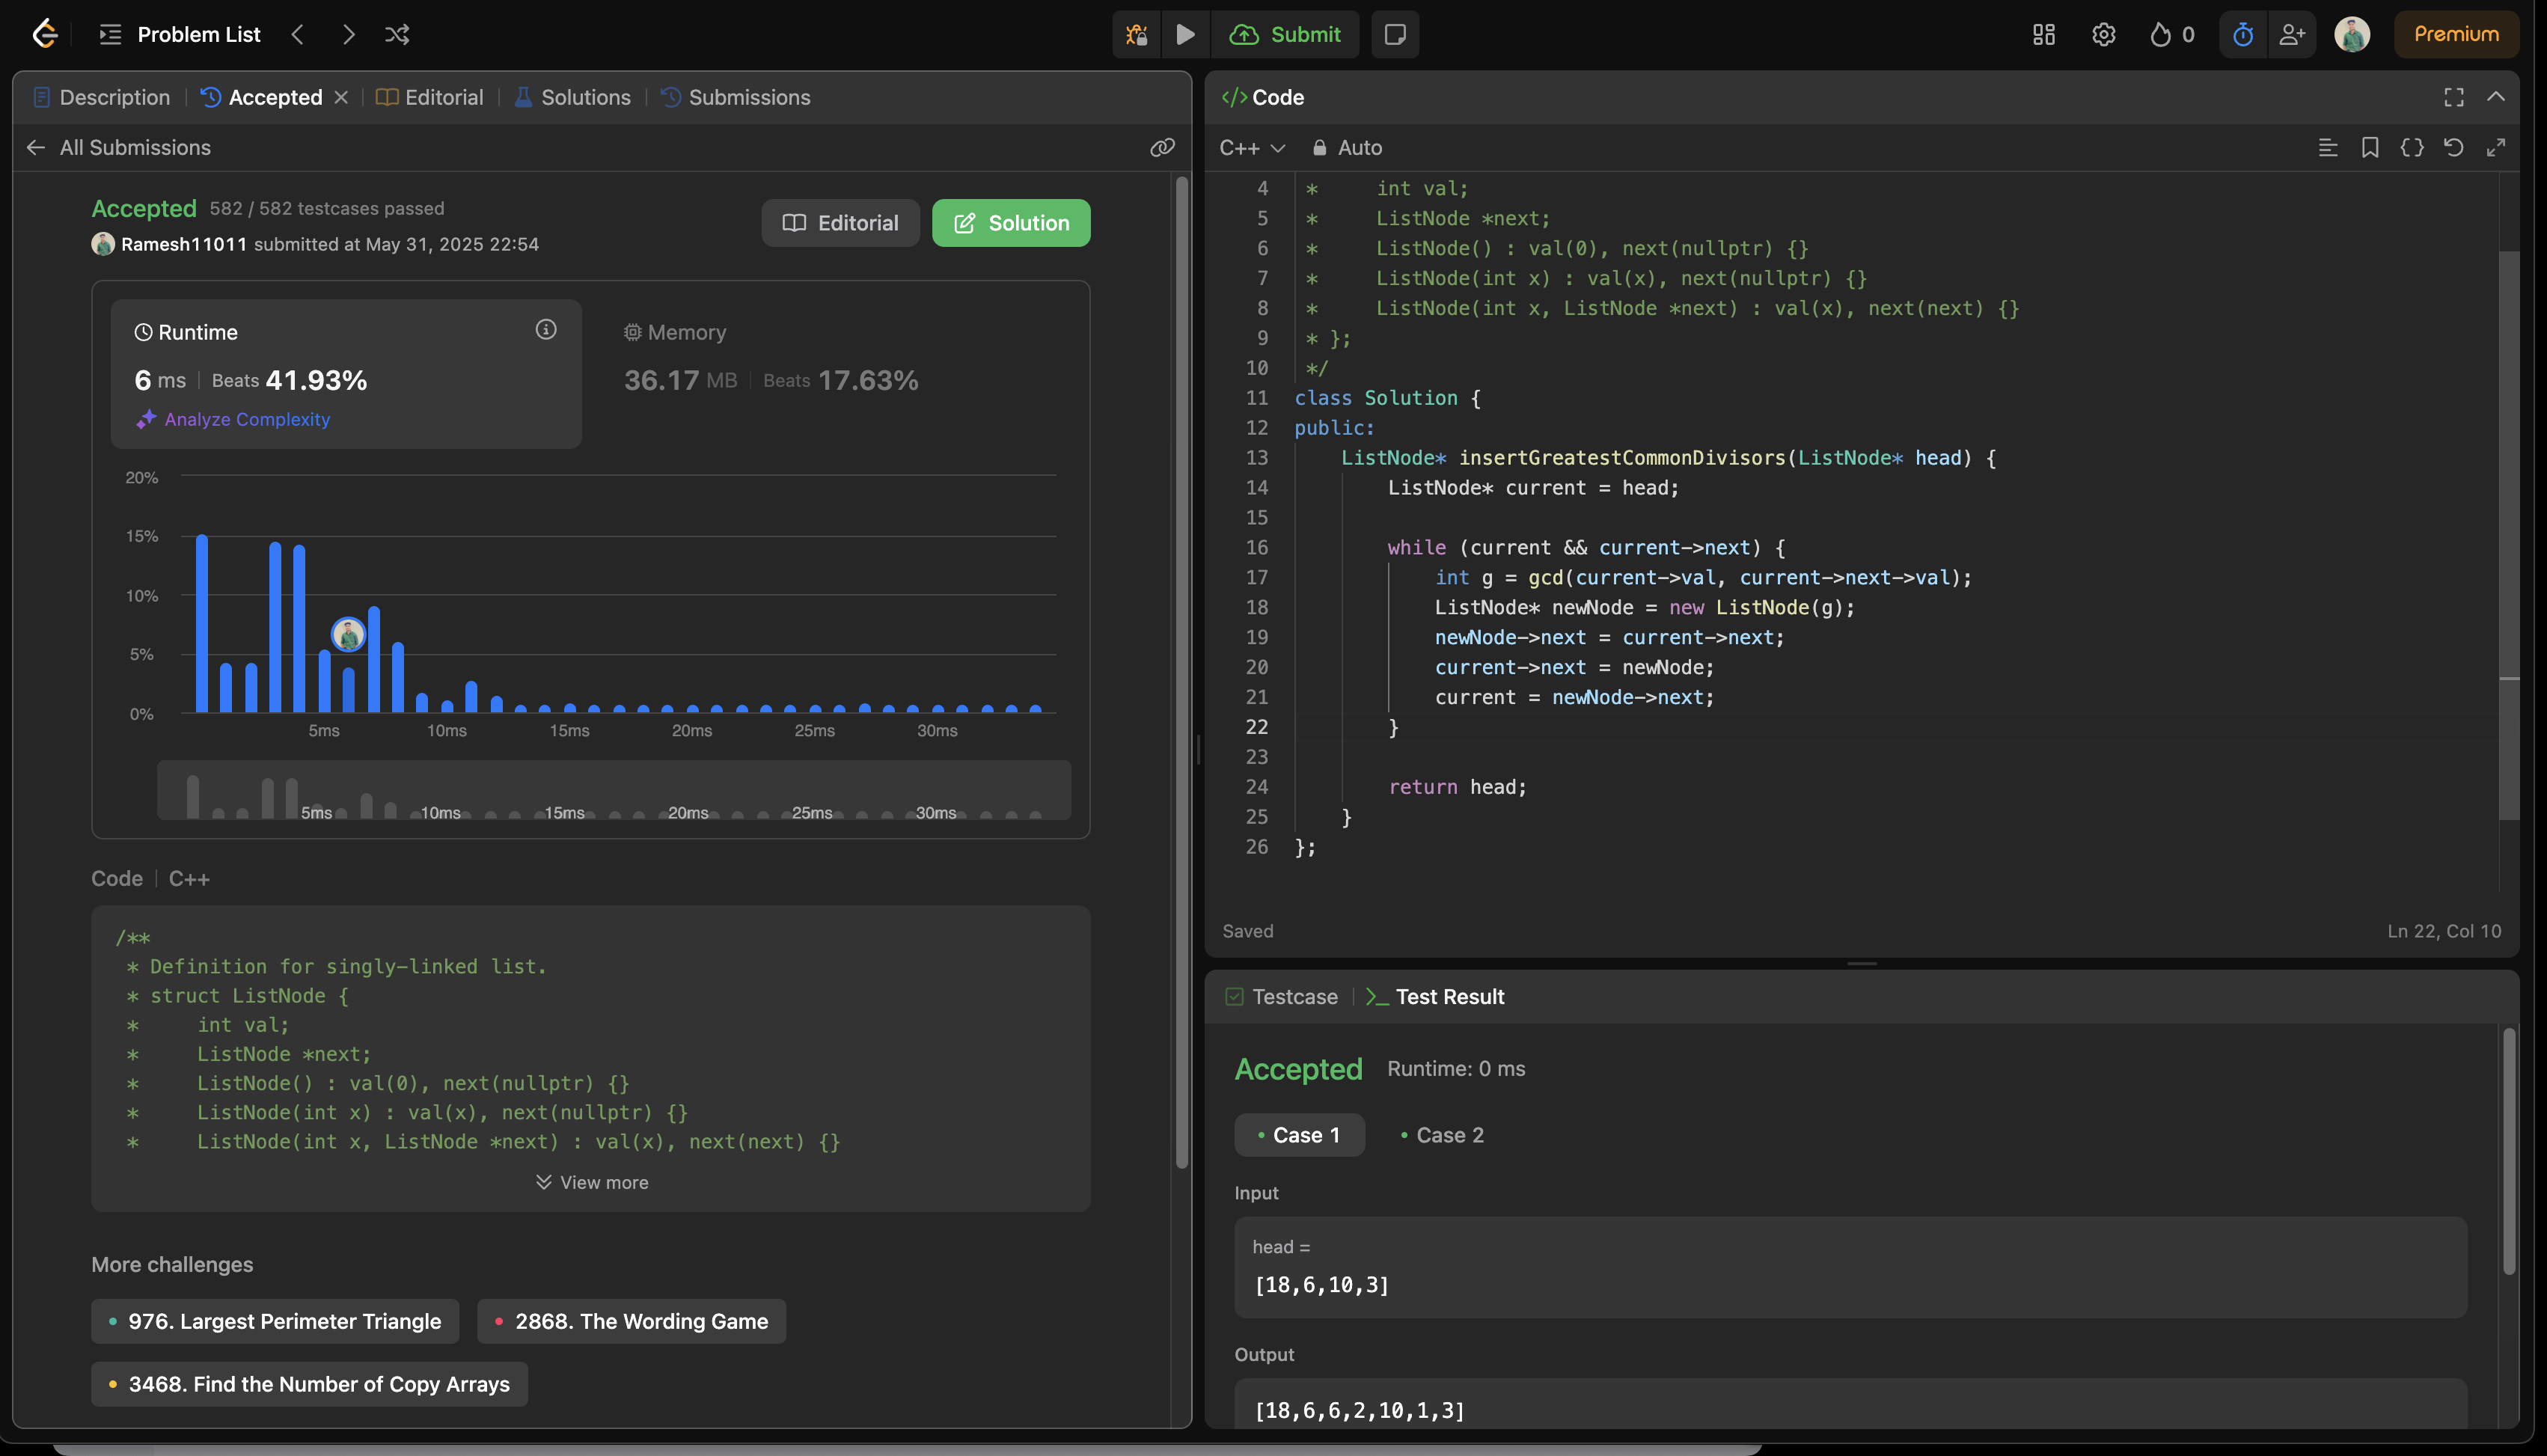 Problem List
Submit
0
Premium
Description
Accepted
Editorial
Solutions
Submissions
All Submissions
Accepted 582 / 582 testcases passed
Ramesh11011 submitted at May 31, 2025 22:54
Editorial
Solution
Runtime
6 ms Beats 41.93%
Analyze Complexity
Memory
36.17 MB Beats 17.63%
20%
15%
10%
5%
0%
5ms 10ms 15ms 20ms 25ms 30ms
5ms 10ms 15ms 20ms 25ms 30ms
Code C++
/**
 * Definition for singly-linked list.
 * struct ListNode {
 *     int val;
 *     ListNode *next;
 *     ListNode() : val(0), next(nullptr) {}
 *     ListNode(int x) : val(x), next(nullptr) {}
 *     ListNode(int x, ListNode *next) : val(x), next(next) {}
View more
More challenges
976. Largest Perimeter Triangle
2868. The Wording Game
3468. Find the Number of Copy Arrays
</> Code
C++ Auto
4  *     int val;
5  *     ListNode *next;
6  *     ListNode() : val(0), next(nullptr) {}
7  *     ListNode(int x) : val(x), next(nullptr) {}
8  *     ListNode(int x, ListNode *next) : val(x), next(next) {}
9  * };
10  */
11 class Solution {
12 public:
13     ListNode* insertGreatestCommonDivisors(ListNode* head) {
14         ListNode* current = head;
15
16         while (current && current->next) {
17             int g = gcd(current->val, current->next->val);
18             ListNode* newNode = new ListNode(g);
19             newNode->next = current->next;
20             current->next = newNode;
21             current = newNode->next;
22         }
23
24         return head;
25     }
26 };
Saved
Ln 22, Col 10
Testcase
Test Result
Accepted Runtime: 0 ms
Case 1
Case 2
Input
head =
[18,6,10,3]
Output
[18,6,6,2,10,1,3]